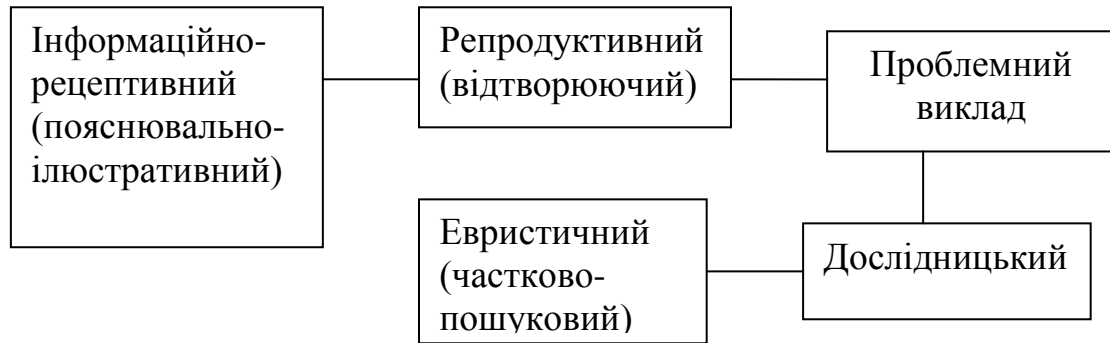 Інформаційно-
рецептивний
(пояснювально-
ілюстративний)
Репродуктивний
(відтворюючий)
Проблемний
виклад
Евристичний
(частково-
пошуковий)
Дослідницький